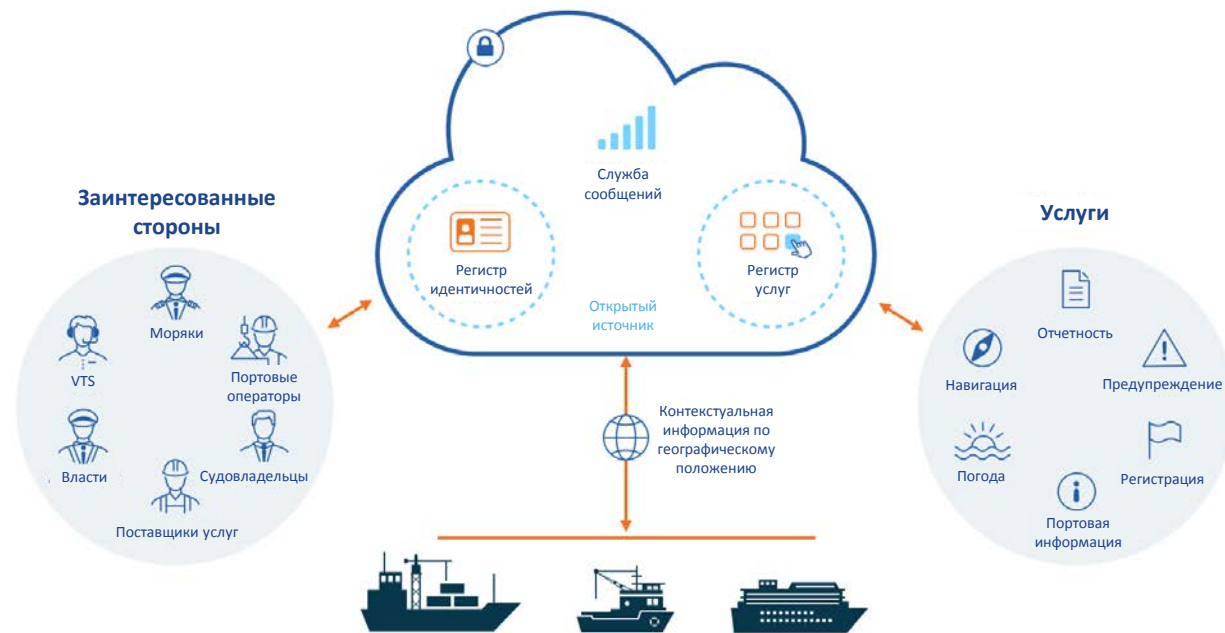 Служба
сообщений
Регистр
идентичностей
Регистр
услуг
Открытый
источник
Заинтересованные
стороны
Моряки
VTS
Портовые
операторы
Власти
Судовладельцы
Поставщики услуг
Контекстуальная
информация по
географическому
положению
Услуги
Отчетность
Навигация
Предупреждение
Погода
Регистрация
Портовая
информация